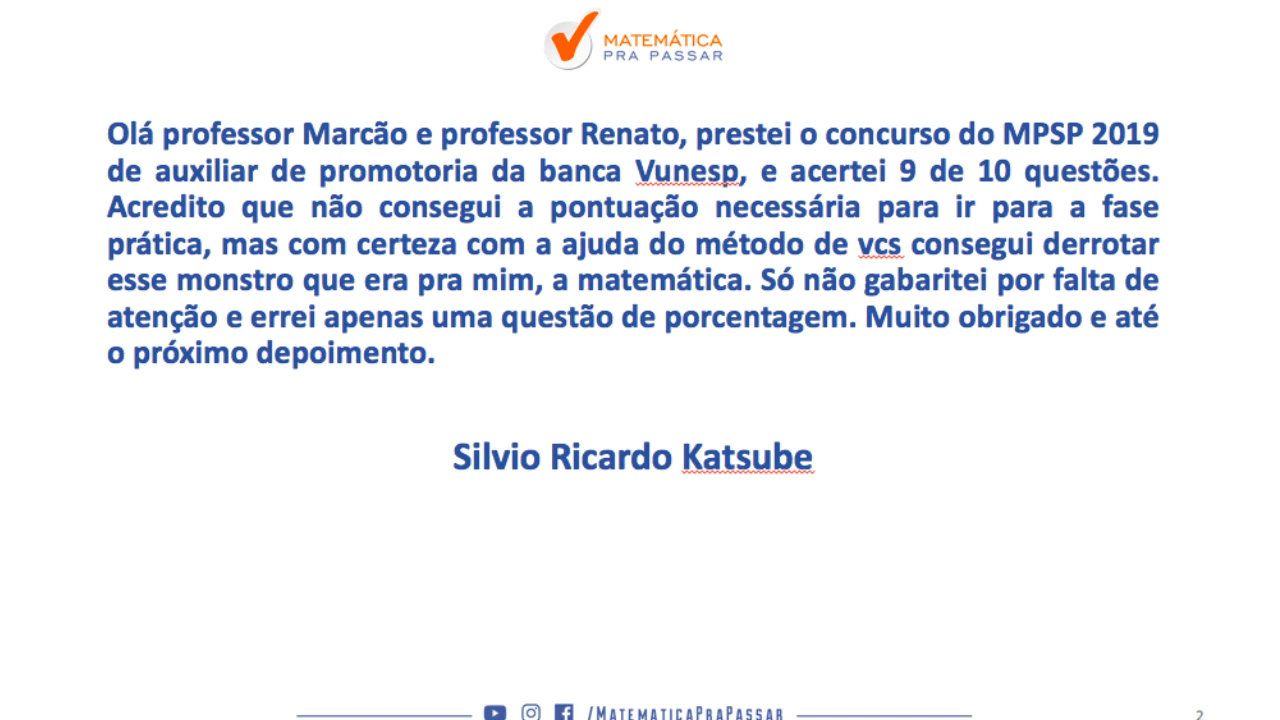 MATEMÁTICA
PRA PASSAR
Olá professor Marcão e professor Renato, prestei o concurso do MPSP 2019
de auxiliar de promotoria da banca Vunesp, e acertei 9 de 10 questões.
Acredito que não consegui a pontuação necessária para ir para a fase
prática, mas com certeza com a ajuda do método de vcs consegui derrotar
esse monstro que era pra mim, a matemática. Só não gabaritei por falta de
atenção e errei apenas uma questão de porcentagem. Muito obrigado e até
o próximo depoimento.
Silvio Ricardo Katsube
/MATEMATICAPRAPASSAR
2